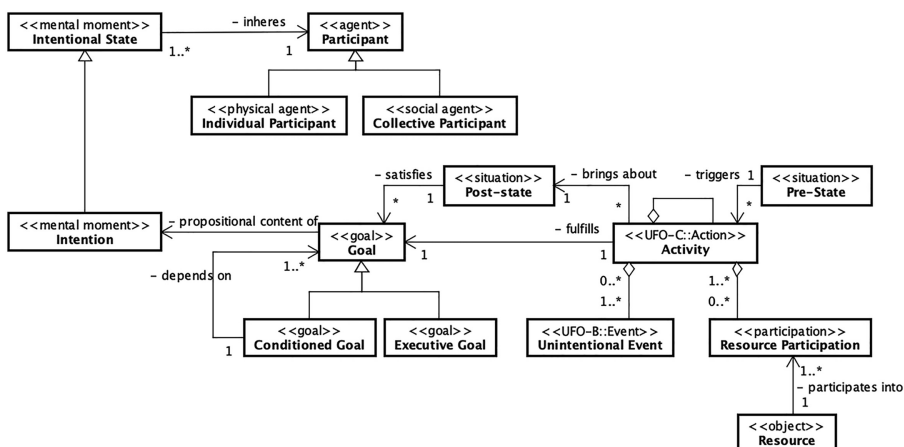 <<mental moment>>
Intentional State
– inheres
1..*
1
<<agent>>
Participant
<<physical agent>>
Individual Participant
<<social agent>>
Collective Participant
– satisfies
*
1
<<situation>>
Post-state
– brings about
1
*
– triggers 1
*
<<situation>>
Pre-State
<<mental moment>>
Intention
– propositional content of
<<goal>>
Goal
1..*
– depends on
1
– fulfills
1
1
<<UFO-C::Action>>
Activity
0..*
1..*
1..*
0..*
<<goal>>
Conditioned Goal
<<goal>>
Executive Goal
<<UFO-B::Event>>
Unintentional Event
<<participation>>
Resource Participation
1..*
– participates into
1
<<object>>
Resource